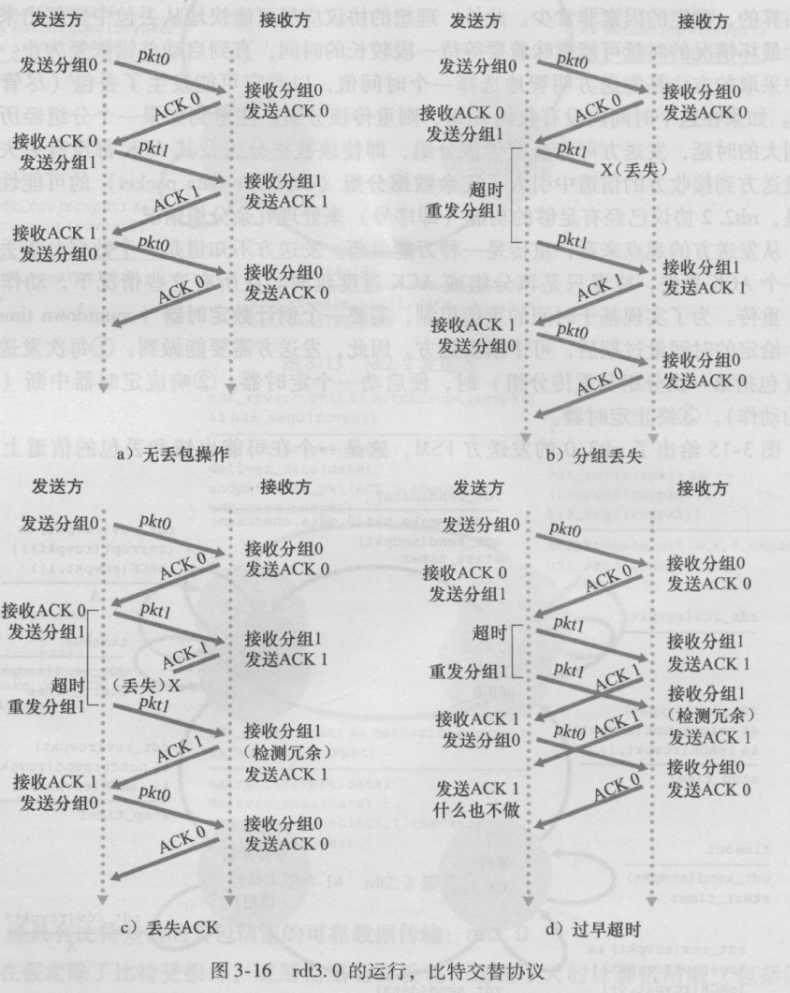 发送方
接收方
发送分组0
pkt0
接收分组0
发送ACK 0
ACK 0
接收ACK 0
发送分组1
pkt1
接收分组1
发送ACK 1
ACK 1
接收ACK 1
发送分组0
pkt0
接收分组0
发送ACK 0
ACK 0
a）无丢包操作
发送方
接收方
发送分组0
pkt0
接收分组0
发送ACK 0
ACK 0
接收ACK 0
发送分组1
pkt1
X（丢失）
超时
重发分组1
pkt1
接收分组1
发送ACK 1
ACK 1
接收ACK 1
发送分组0
pkt0
接收分组0
发送ACK 0
ACK 0
b）分组丢失
发送方
接收方
发送分组0
pkt0
接收分组0
发送ACK 0
ACK 0
接收ACK 0
发送分组1
pkt1
接收分组1
发送ACK 1
ACK 1
（丢失）X
超时
重发分组1
pkt1
接收分组1
（检测冗余）
发送ACK 1
ACK 1
接收ACK 1
发送分组0
pkt0
接收分组0
发送ACK 0
ACK 0
c）丢失ACK
发送方
接收方
发送分组0
pkt0
接收分组0
发送ACK 0
ACK 0
接收ACK 0
发送分组1
pkt1
超时
重发分组1
接收分组1
发送ACK 1
pkt1
ACK 1
接收分组1
（检测冗余）
发送ACK 1
接收ACK 1
发送分组0
pkt0
ACK 1
接收分组0
发送ACK 0
发送ACK 1
什么也不做
ACK 0
d）过早超时
图 3-16 rdt3. 0 的运行，比特交替协议